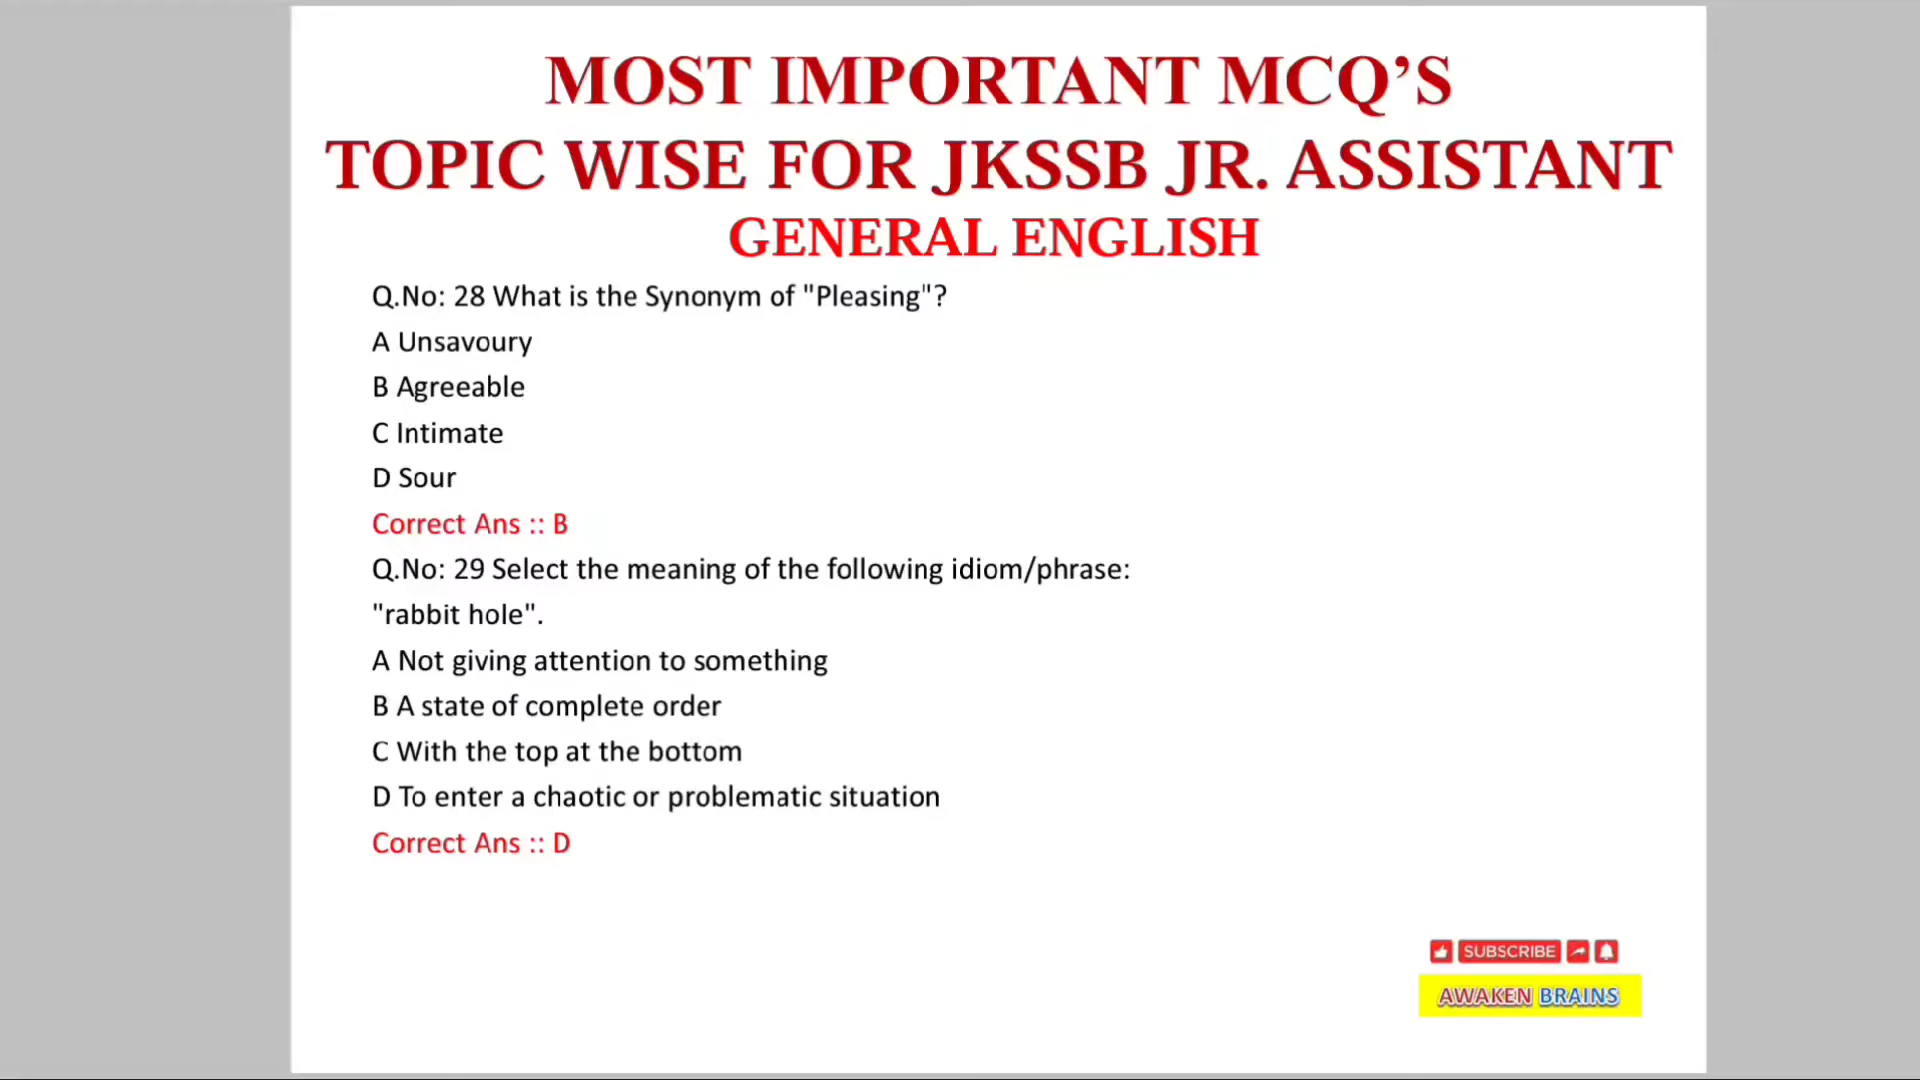 MOST IMPORTANT MCQ’S
TOPIC WISE FOR JKSSB JR. ASSISTANT
GENERAL ENGLISH
Q.No: 28 What is the Synonym of "Pleasing"?
A Unsavoury
B Agreeable
C Intimate
D Sour
Correct Ans :: B
Q.No: 29 Select the meaning of the following idiom/phrase:
"rabbit hole".
A Not giving attention to something
B A state of complete order
C With the top at the bottom
D To enter a chaotic or problematic situation
Correct Ans :: D
SUBSCRIBE
AWAKEN BRAINS